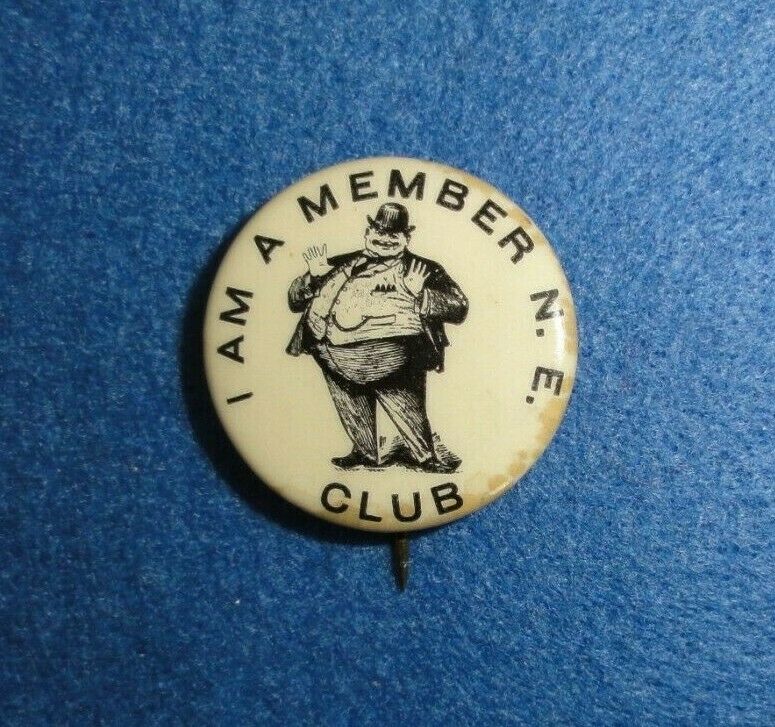 I AM A MEMBER N. E.
CLUB